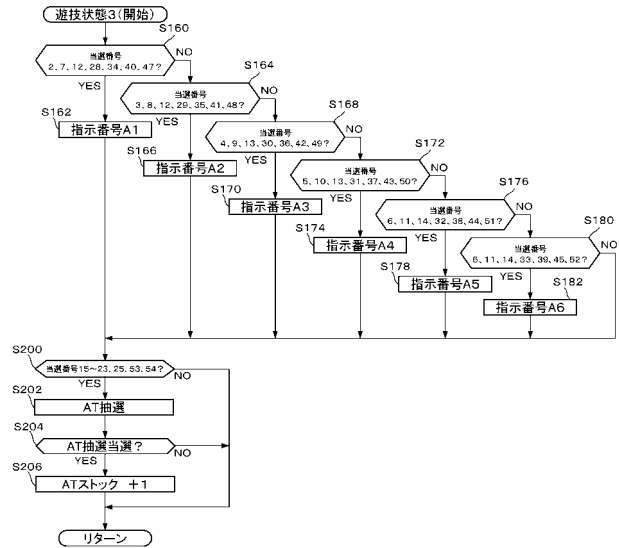 遊技状態3(開始)
S160
当選番号
2,7,12,28,34,40,47?
NO
YES
S162
指示番号A1
S164
当選番号
3,8,12,29,35,41,48?
NO
YES
S166
指示番号A2
S168
当選番号
4,9,13,30,36,42,49?
NO
YES
S170
指示番号A3
S172
当選番号
5,10,13,31,37,43,50?
NO
YES
S174
指示番号A4
S176
当選番号
6,11,14,32,38,44,51?
NO
YES
S178
指示番号A5
S180
当選番号
6,11,14,33,39,45,52?
NO
YES
S182
指示番号A6
S200
当選番号15~23,25,53,54?
NO
YES
S202
AT抽選
S204
AT抽選当選?
NO
YES
S206
ATストック +1
リターン